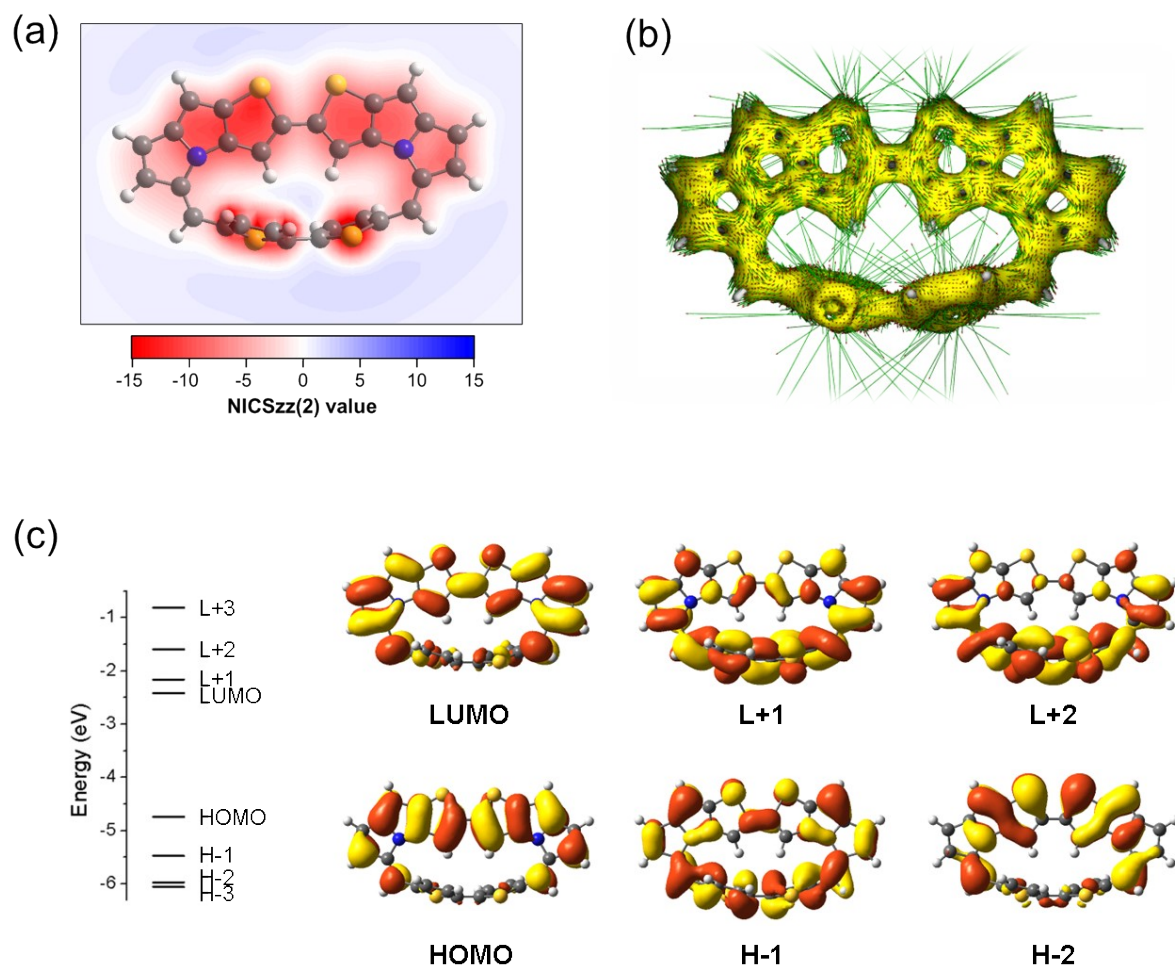 (a)
-15 -10 -5 0 5 10 15
NICSzz(2) value
(b)
(c)
Energy (eV)
-1
-2
-3
-4
-5
-6
L+3
L+2
L+1
LUMO
HOMO
H-1
H-2
H-3
LUMO
L+1
L+2
HOMO
H-1
H-2